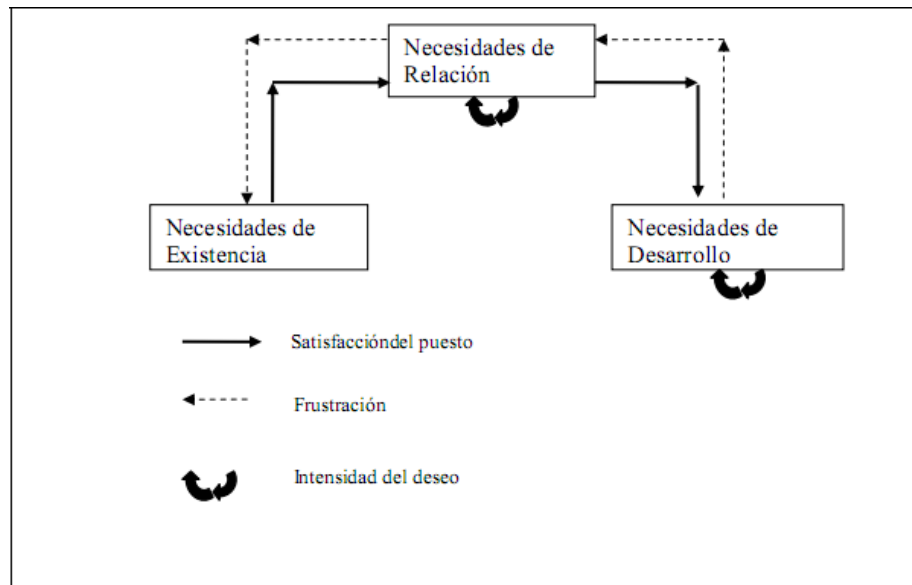 Necesidades de
Relación
Necesidades de
Existencia
Necesidades de
Desarrollo
Satisfaccióndel puesto
Frustración
Intensidad del deseo